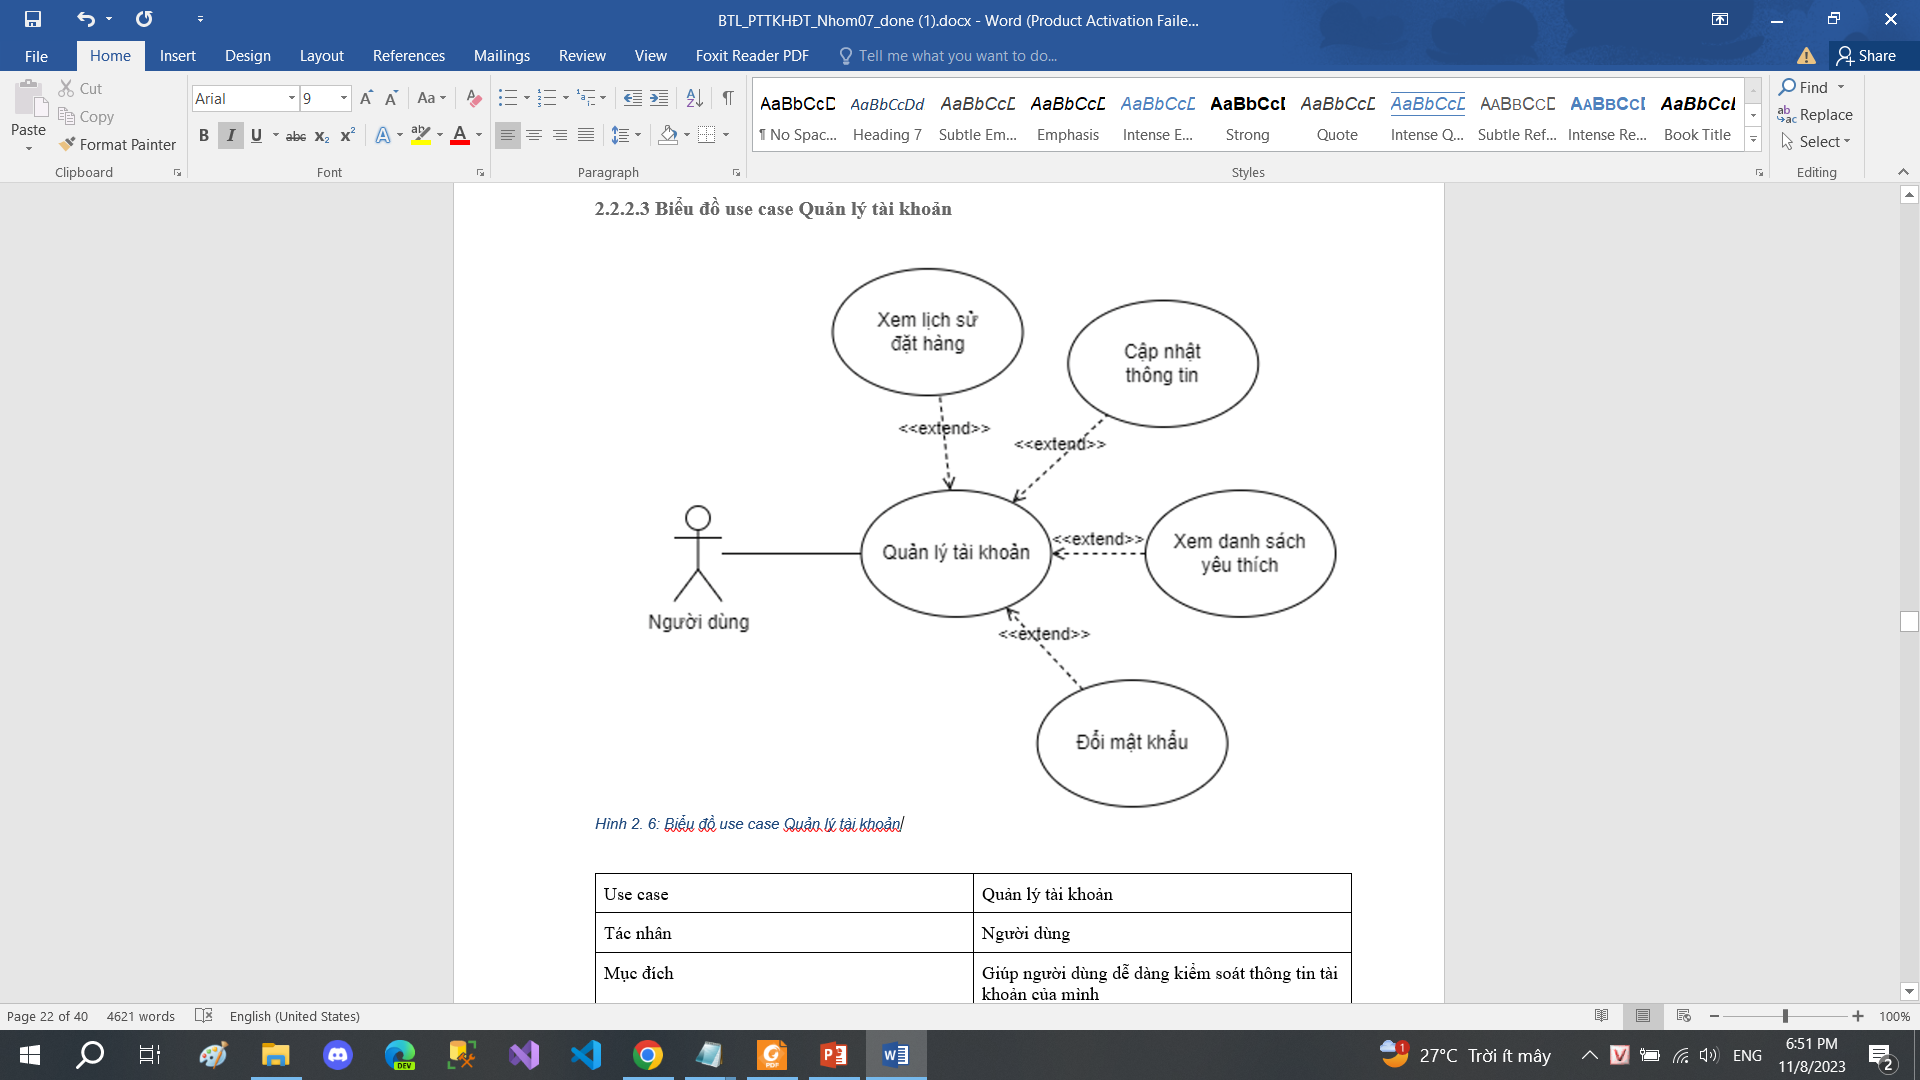 BTL_PTTKHĐT_Nhom07_done (1).docx - Word (Product Activation Faile...
File Home Insert Design Layout References Mailings Review View Foxit Reader PDF Tell me what you want to do... Share
Paste
Cut
Copy
Format Painter
Clipboard
Arial 9
Font
Paragraph
AaBbCcD AaBbCcDd AaBbCcD AaBbCcD AaBbCcD AaBbCcD AaBbCcD AaBbCcD AABBCCD AABBCCD AaBbCcD
¶ No Spac... Heading 7 Subtle Em... Emphasis Intense E... Strong Quote Intense Q... Subtle Ref... Intense Re... Book Title
Styles
Find
Replace
Select
Editing
2.2.2.3 Biểu đồ use case Quản lý tài khoản
Xem lịch sử
đặt hàng
Cập nhật
thông tin
<<extend>>
<<extend>>
Quản lý tài khoản
<<extend>>
Xem danh sách
yêu thích
Người dùng
<<extend>>
Đổi mật khẩu
Hình 2. 6: Biểu đồ use case Quản lý tài khoản
Use case Quản lý tài khoản
Tác nhân Người dùng
Mục đích Giúp người dùng dễ dàng kiểm soát thông tin tài
khoản của mình
Page 22 of 40 4621 words English (United States) 100%
27°C Trời ít mây ENG
6:51 PM
11/8/2023